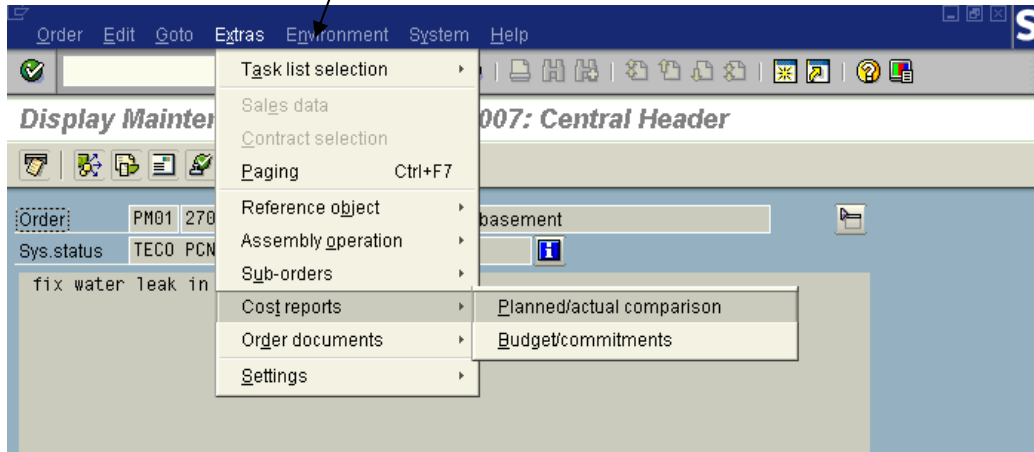 Order Edit Goto Extras Environment System Help
Task list selection
Sales data
Display Mainter 007: Central Header
Contract selection
Paging Ctrl+F7
Reference object
Order PM01 270 basement
Assembly operation
Sys.status TECO PCN
Sub-orders
fix water leak in
Cost reports
Planned/actual comparison
Order documents
Budget/commitments
Settings